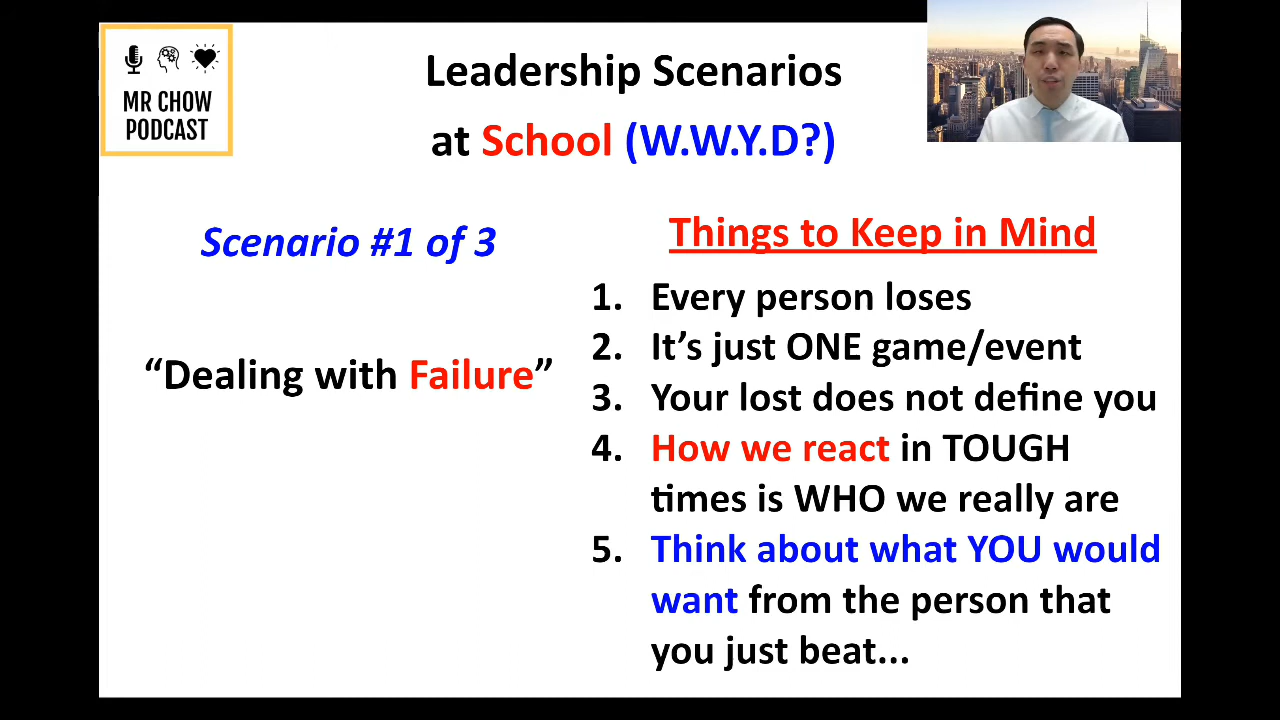 MR CHOW
PODCAST
Leadership Scenarios
at School (W.W.Y.D?)
Scenario #1 of 3
“Dealing with Failure”
Things to Keep in Mind
1. Every person loses
2. It’s just ONE game/event
3. Your lost does not define you
4. How we react in TOUGH
times is WHO we really are
5. Think about what YOU would
want from the person that
you just beat...